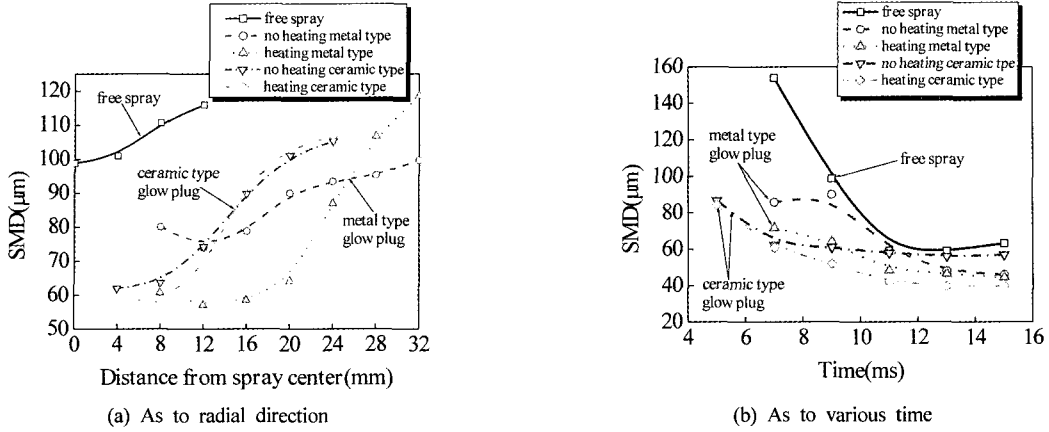 free spray
no heating metal type
heating metal type
no heating ceramic type
heating ceramic type
120
110
100
90
80
70
60
50
SMD(μm)
free spray
ceramic type
glow plug
metal type
glow plug
0 4 8 12 16 20 24 28 32
Distance from spray center(mm)
(a) As to radial direction
free spray
no heating metal type
heating metal type
no heating ceramic tpe
heating ceramic type
160
140
120
100
80
60
40
20
SMD(μm)
metal type
glow plug
free spray
ceramic type
glow plug
4 6 8 10 12 14 16
Time(ms)
(b) As to various time